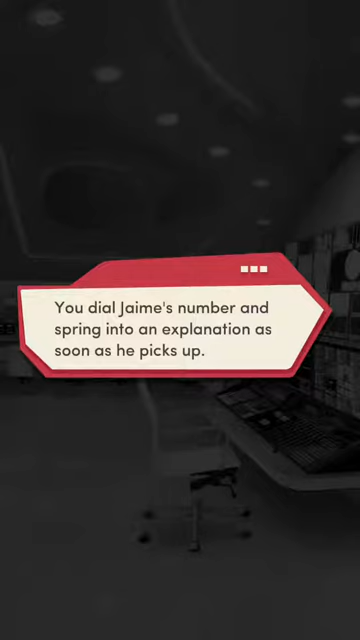 You dial Jaime's number and
spring into an explanation as
soon as he picks up.